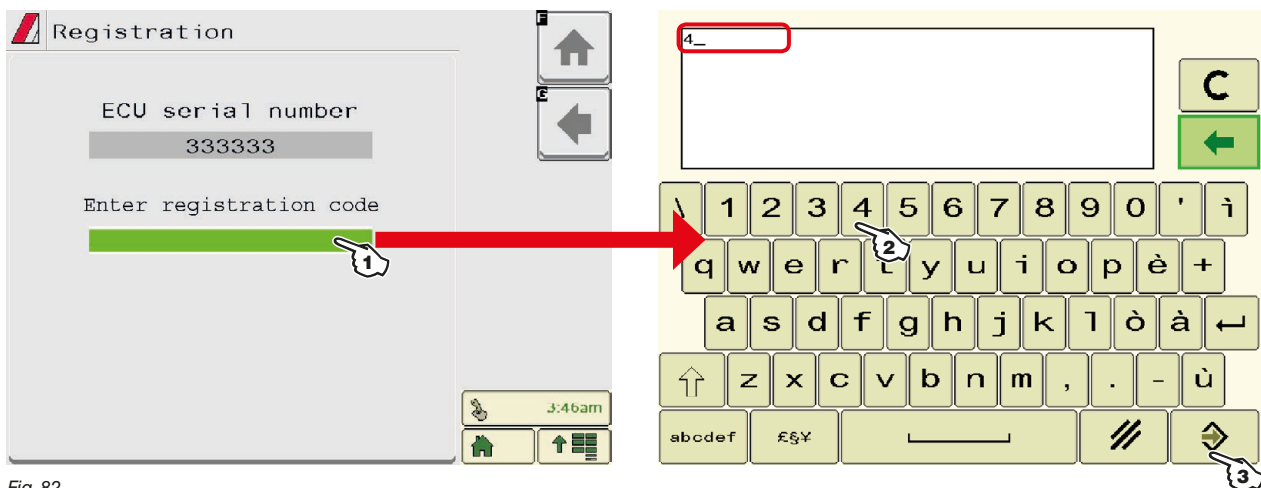 Registration
F
ECU serial number
G
333333
Enter registration code
1
3:46am
4_
C
\ 1 2 3 4 5 6 7 8 9 0 ' ì
2
q w e r t y u i o p è +
a s d f g h j k l ò à
z x c v b n m , . - ù
abcdef £§¥
3
Fig. 82